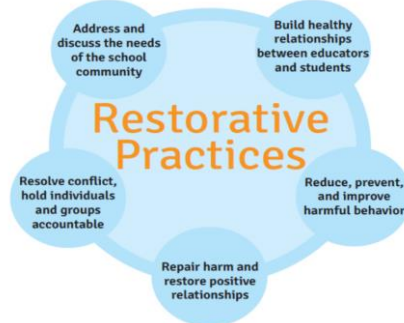 Address and
discuss the needs
of the school
community
Build healthy
relationships
between educators
and students
Restorative
Practices
Resolve conflict,
hold individuals
and groups
accountable
Reduce, prevent,
and improve
harmful behavior
Repair harm and
restore positive
relationships